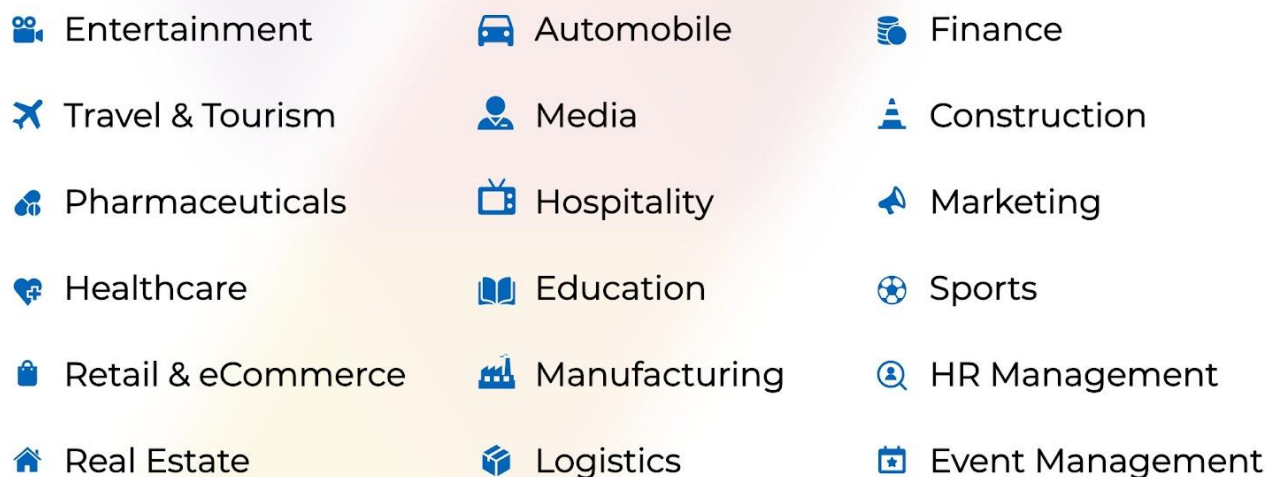 Entertainment
Automobile
Finance
Travel & Tourism
Media
Construction
Pharmaceuticals
Hospitality
Marketing
Healthcare
Education
Sports
Retail & eCommerce
Manufacturing
HR Management
Real Estate
Logistics
Event Management